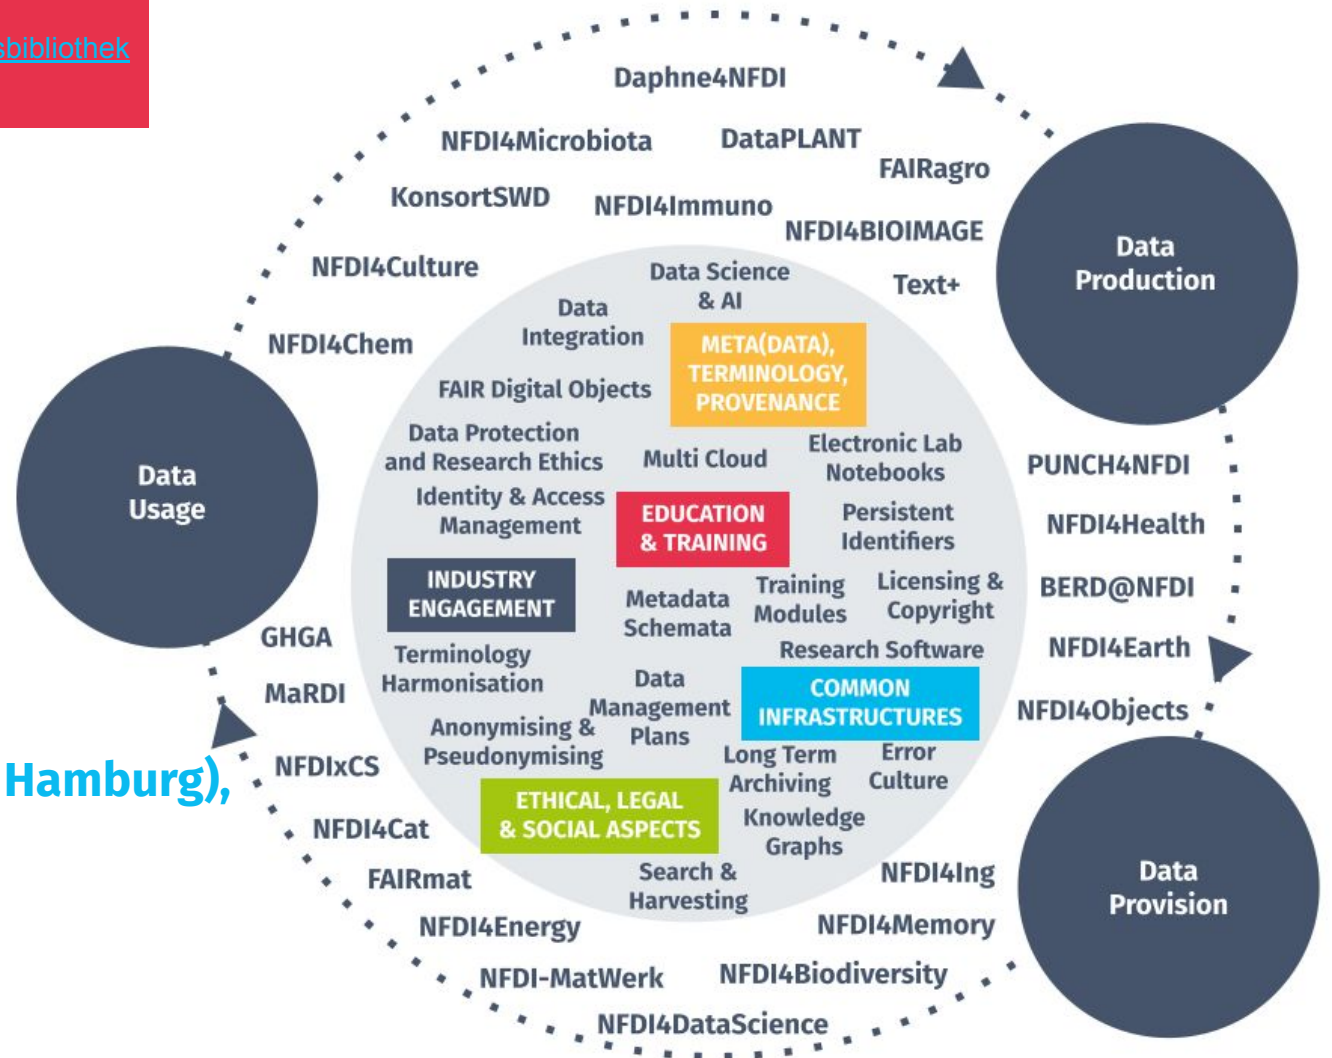 sbibliothek
Daphne4NFDI
NFDI4Microbiota
DataPLANT
FAIRagro
KonsortSWD
NFDI4Immuno
NFDI4BIOIMAGE
NFDI4Culture
Text+
NFDI4Chem
Data
Production
Data
Usage
Data Science
& AI
Data
Integration
META(DATA),
TERMINOLOGY,
PROVENANCE
FAIR Digital Objects
Data Protection
and Research Ethics
Multi Cloud
Electronic Lab
Notebooks
Identity & Access
Management
EDUCATION
& TRAINING
Persistent
Identifiers
INDUSTRY
ENGAGEMENT
Metadata
Schemata
Training
Modules
Licensing &
Copyright
Research Software
Terminology
Harmonisation
Data
Management
Plans
COMMON
INFRASTRUCTURES
Anonymising &
Pseudonymising
Long Term
Archiving
Error
Culture
ETHICAL, LEGAL
& SOCIAL ASPECTS
Knowledge
Graphs
Search &
Harvesting
PUNCH4NFDI
NFDI4Health
BERD@NFDI
NFDI4Earth
NFDI4Objects
Data
Provision
GHGA
MaRDI
NFDIxCS
Hamburg),
NFDI4Cat
FAIRmat
NFDI4Energy
NFDI-MatWerk
NFDI4DataScience
NFDI4Biodiversity
NFDI4Memory
NFDI4Ing